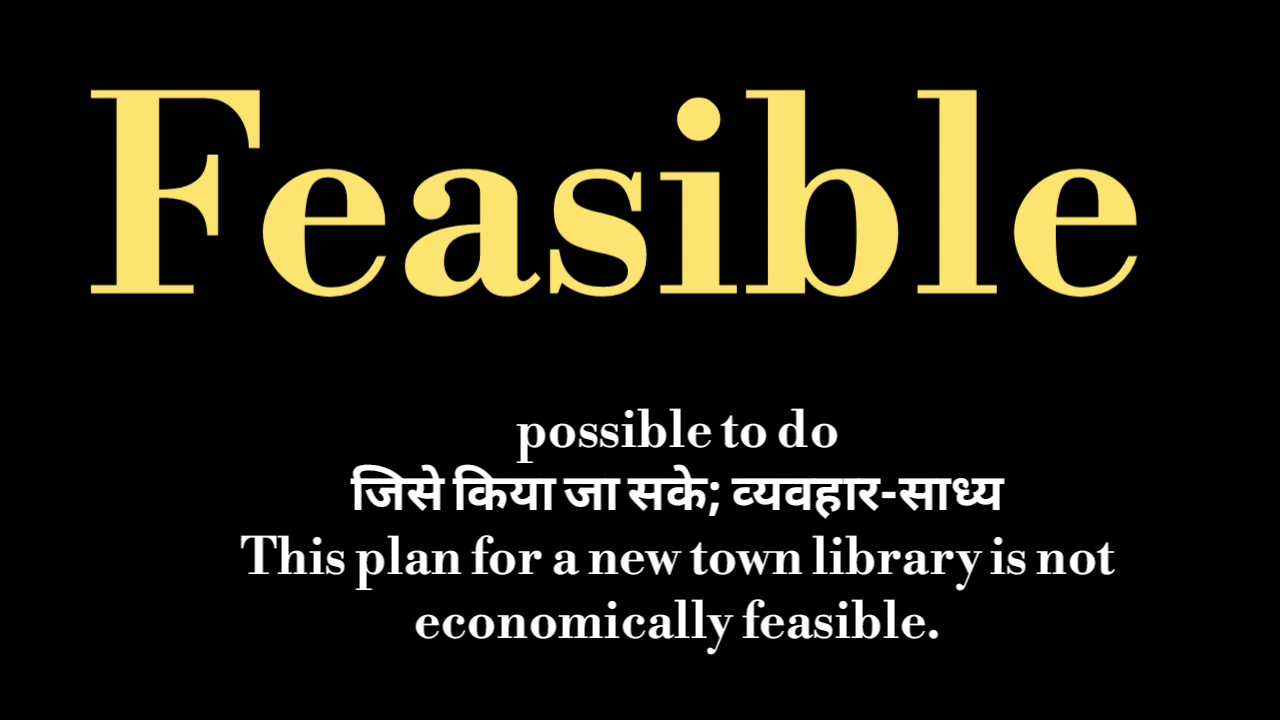 Feasible
possible to do
जिसे किया जा सके; व्यवहार-साध्य
This plan for a new town library is not
economically feasible.